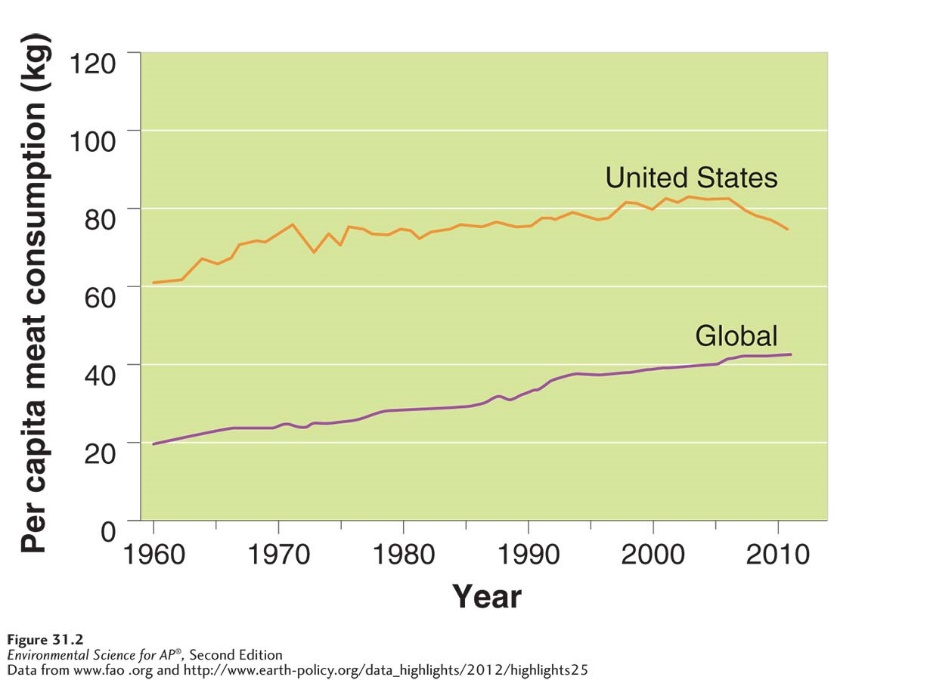 Per capita meat consumption (kg)
120
100
80
60
40
20
0
United States
Global
1960 1970 1980 1990 2000 2010
Year
Figure 31.2
Environmental Science for AP®, Second Edition
Data from www.fao .org and http://www.earth-policy.org/data_highlights/2012/highlights25